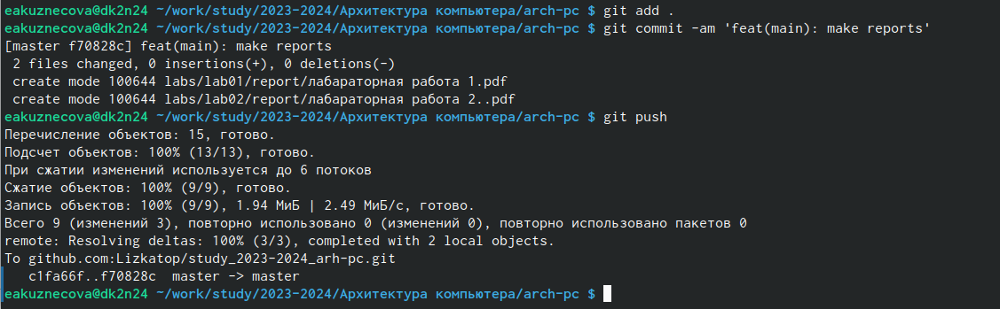 eakuznecova@dk2n24 ~/work/study/2023-2024/Архитектура компьютера/arch-pc $ git add .
eakuznecova@dk2n24 ~/work/study/2023-2024/Архитектура компьютера/arch-pc $ git commit -am 'feat(main): make reports'
[master f70828c] feat(main): make reports
 2 files changed, 0 insertions(+), 0 deletions(-)
 create mode 100644 labs/lab01/report/лабараторная работа 1.pdf
 create mode 100644 labs/lab02/report/лабараторная работа 2..pdf
eakuznecova@dk2n24 ~/work/study/2023-2024/Архитектура компьютера/arch-pc $ git push
Перечисление объектов: 15, готово.
Подсчет объектов: 100% (13/13), готово.
При сжатии изменений используется до 6 потоков
Сжатие объектов: 100% (9/9), готово.
Запись объектов: 100% (9/9), 1.94 МиБ | 2.49 МиБ/с, готово.
Всего 9 (изменений 3), повторно использовано 0 (изменений 0), повторно использовано пакетов 0
remote: Resolving deltas: 100% (3/3), completed with 2 local objects.
To github.com:Lizkatop/study_2023-2024_arh-pc.git
   c1fa66f..f70828c  master -> master
eakuznecova@dk2n24 ~/work/study/2023-2024/Архитектура компьютера/arch-pc $